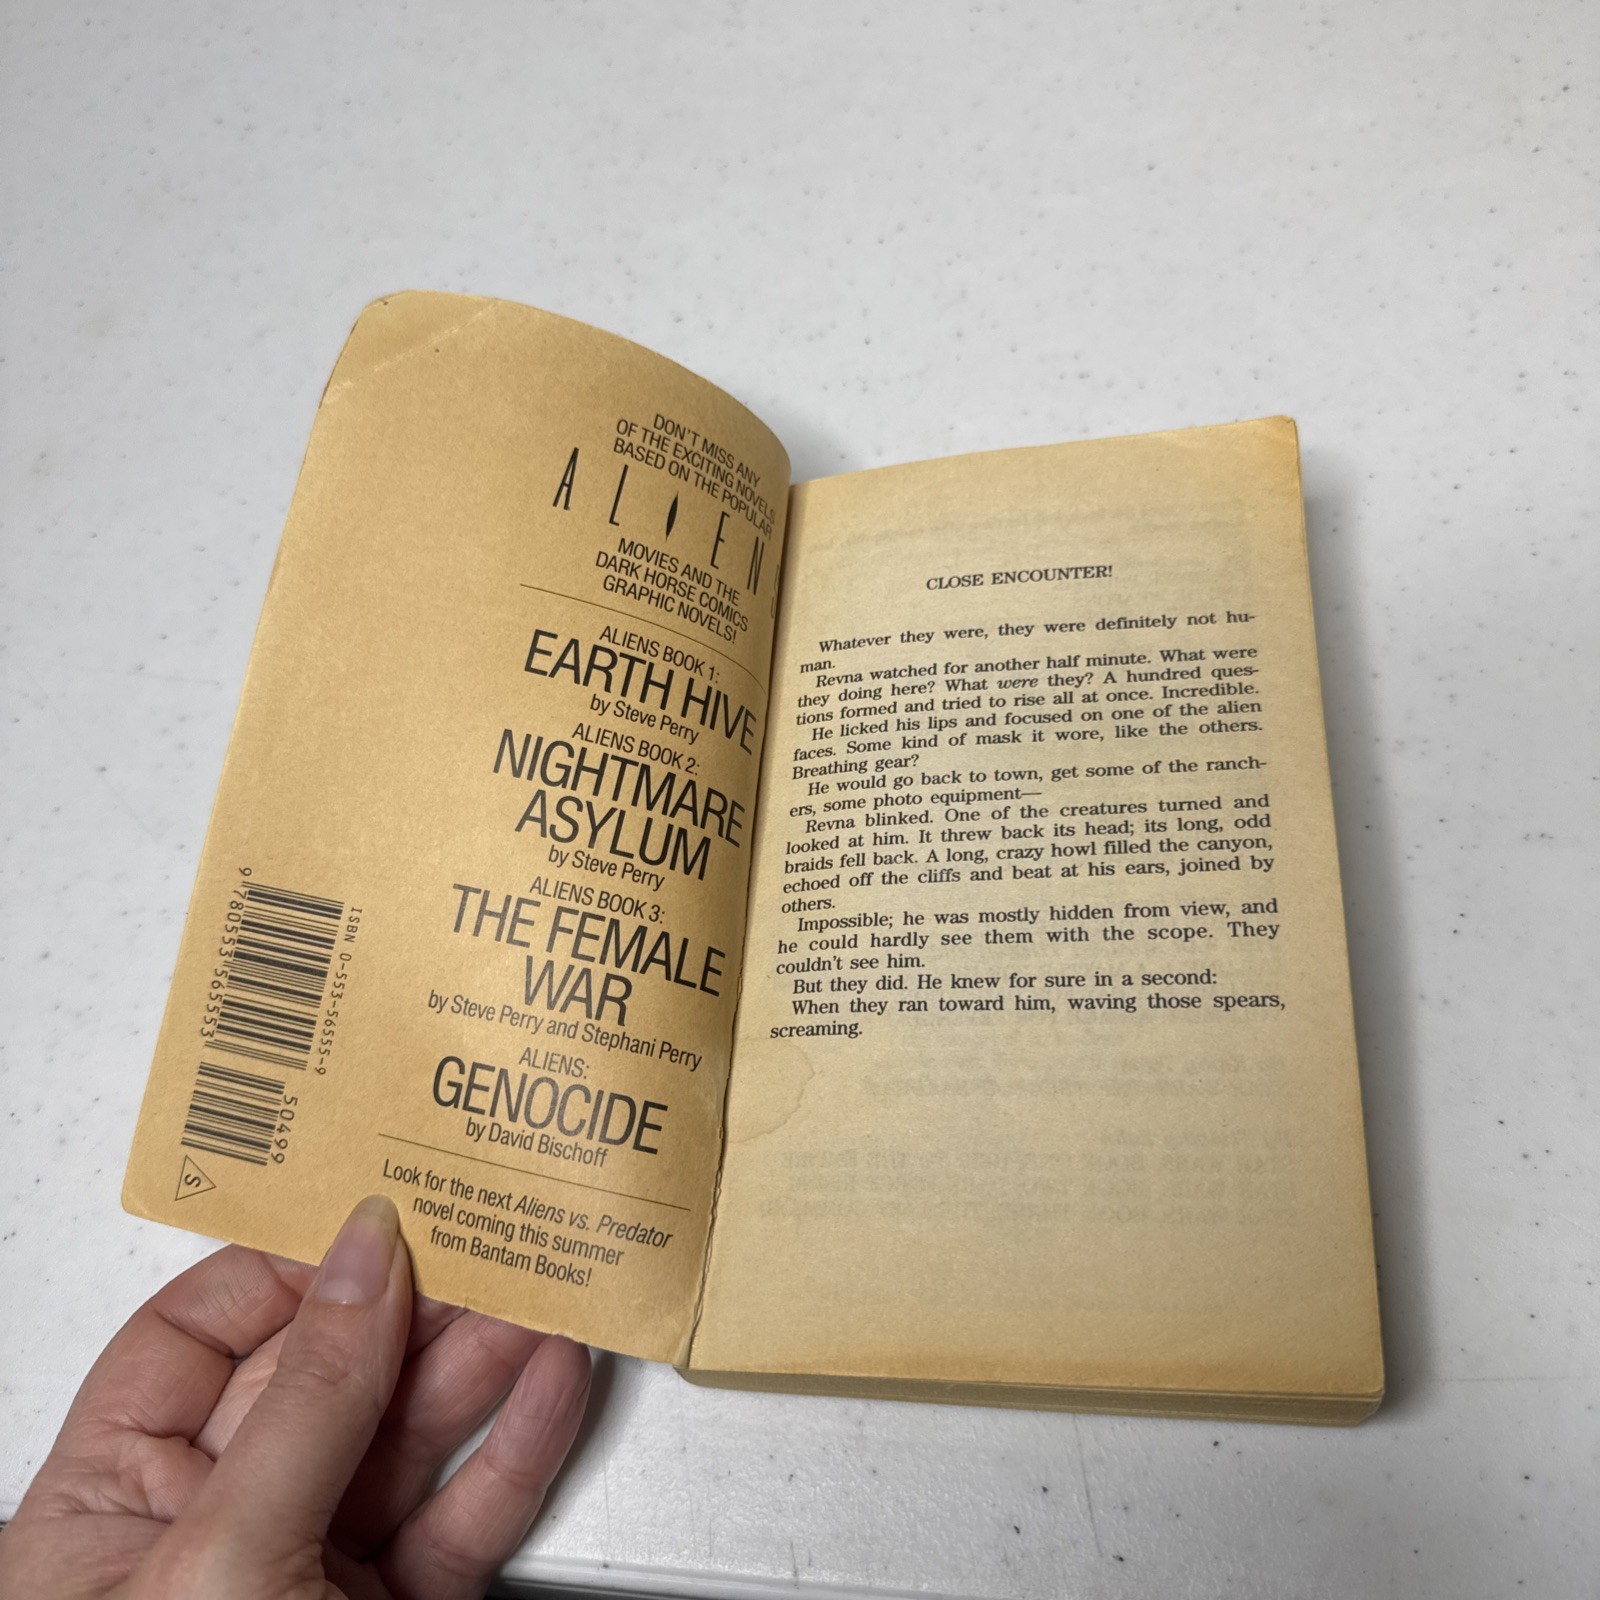 DON'T MISS ANY
OF THE EXCITING NOVELS
BASED ON THE POPULAR
ALIENS
MOVIES AND THE
DARK HORSE COMICS
GRAPHIC NOVELS!
ALIENS BOOK 1:
EARTH HIVE
by Steve Perry
ALIENS BOOK 2:
NIGHTMARE
ASYLUM
by Steve Perry
ALIENS BOOK 3:
THE FEMALE
WAR
by Steve Perry and Stephani Perry
ALIENS:
GENOCIDE
by David Bischoff
Look for the next Aliens vs. Predator
novel coming this summer
from Bantam Books!
ISBN 0-553-56555-9
9 780553 565553
50499
S
CLOSE ENCOUNTER!
Whatever they were, they were definitely not hu-
man.
Revna watched for another half minute. What were
they doing here? What were they? A hundred ques-
tions formed and tried to rise all at once. Incredible.
He licked his lips and focused on one of the alien
faces. Some kind of mask it wore, like the others.
Breathing gear?
He would go back to town, get some of the ranch-
ers, some photo equipment—
Revna blinked. One of the creatures turned and
looked at him. It threw back its head; its long, odd
braids fell back. A long, crazy howl filled the canyon,
echoed off the cliffs and beat at his ears, joined by
others.
Impossible; he was mostly hidden from view, and
he could hardly see them with the scope. They
couldn't see him.
But they did. He knew for sure in a second:
When they ran toward him, waving those spears,
screaming.